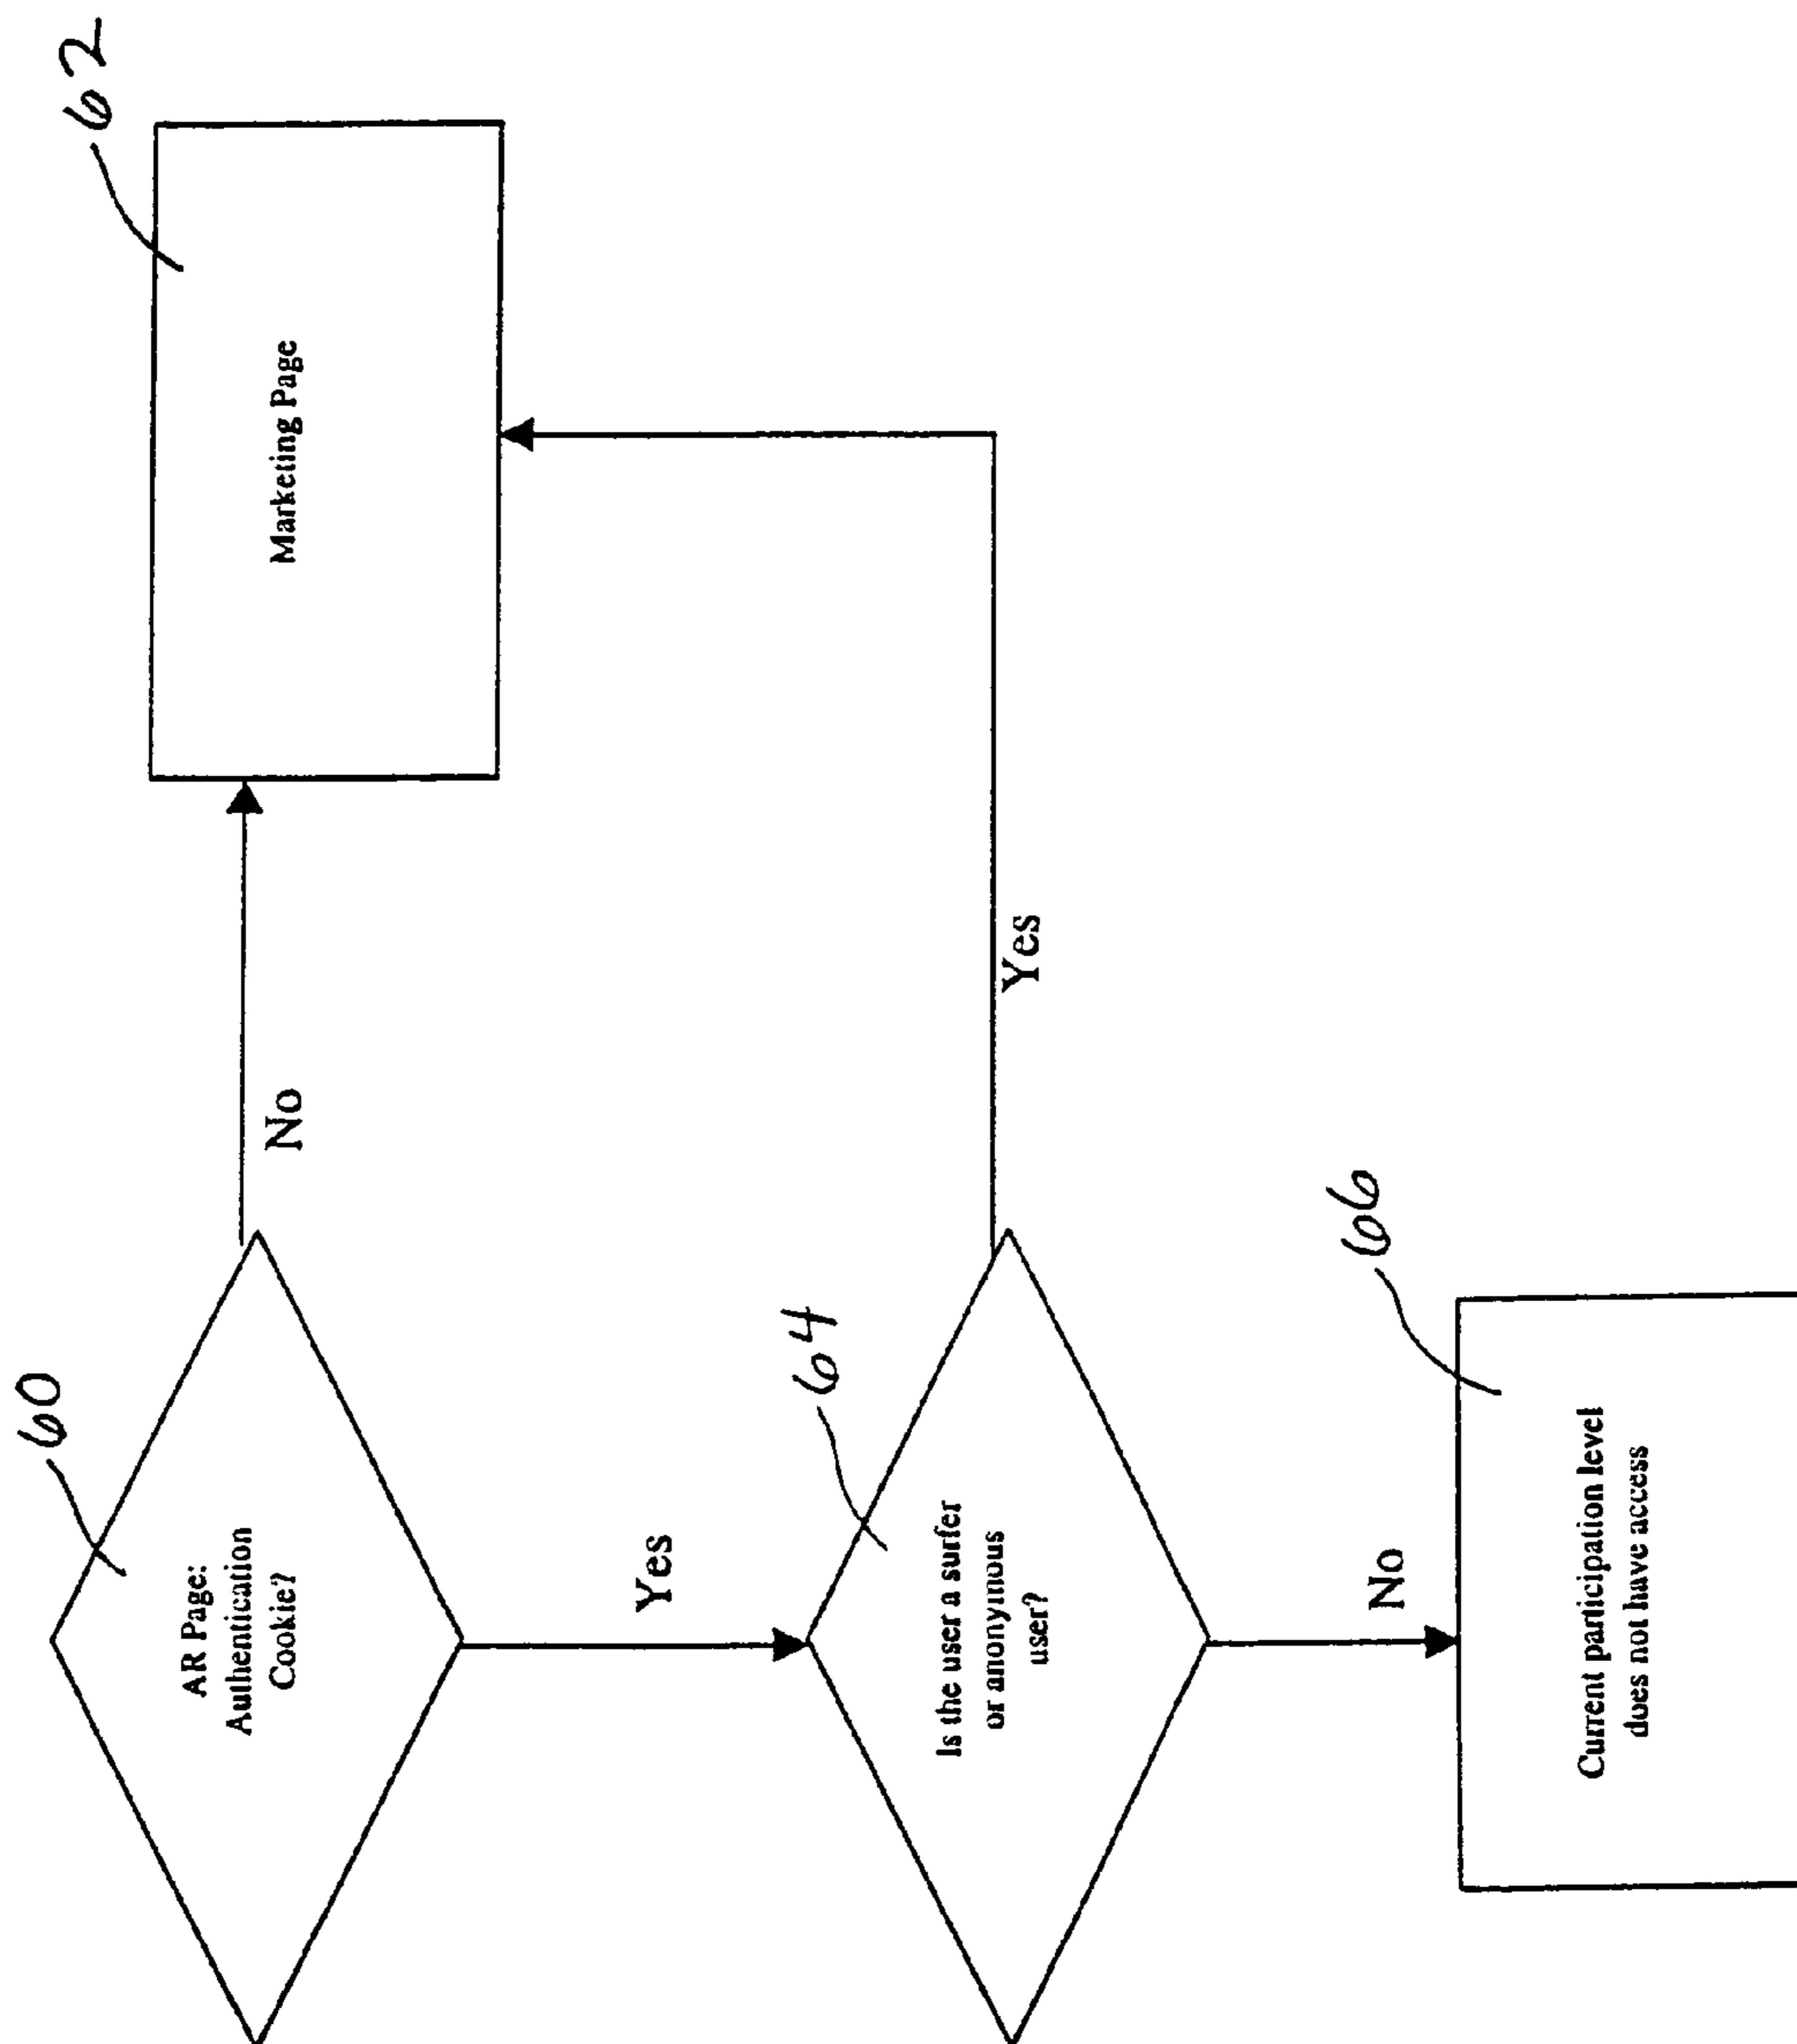 60
AR Page:
Authentication
Cookie?
No
62
Marketing Page
Yes
64
Is the user a surfer
or anonymous
user?
Yes
No
66
Current participation level
does not have access